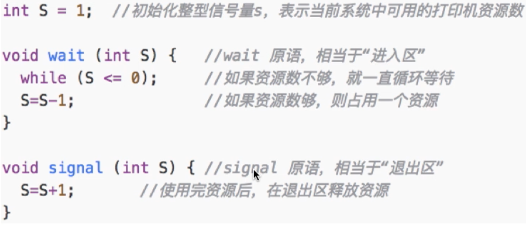 int S = 1; //初始化整型信号量s，表示当前系统中可用的打印机资源数
void wait (int S) { //wait 原语，相当于“进入区”
while (S <= 0); //如果资源数不够，就一直循环等待
S=S-1; //如果资源数够，则占用一个资源
}
void signal (int S) { //signal 原语，相当于“退出区”
S=S+1; //使用完资源后，在退出区释放资源
}